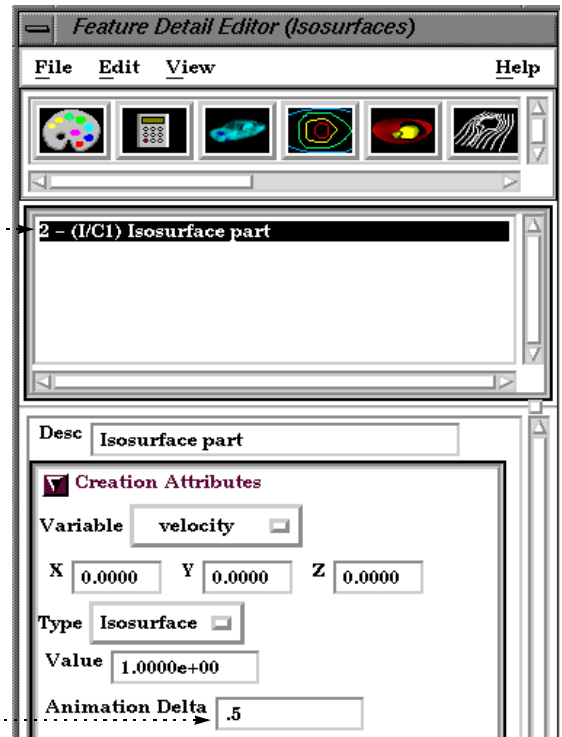 Feature Detail Editor (Isosurfaces)
File Edit View Help
2 – (I/C1) Isosurface part
Desc Isosurface part
Creation Attributes
Variable velocity
X 0.0000 Y 0.0000 Z 0.0000
Type Isosurface
Value 1.0000e+00
Animation Delta .5